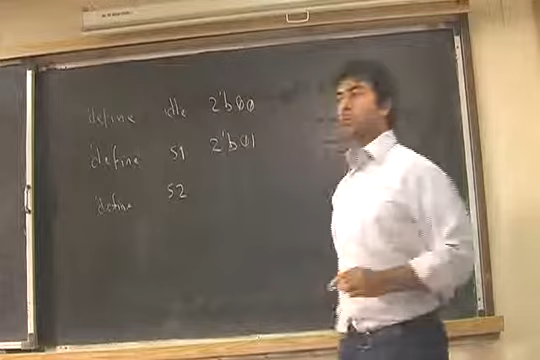 `define idle 2'b00
`define S1 2'b01
`define S2